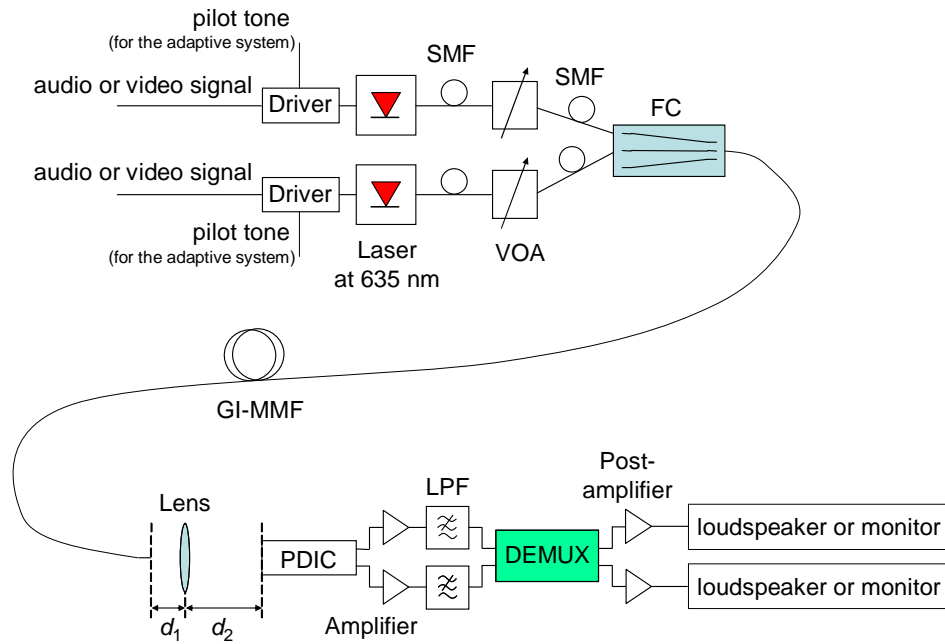 pilot tone
(for the adaptive system)
SMF
SMF
audio or video signal
Driver
FC
audio or video signal
Driver
pilot tone
(for the adaptive system)
Laser
at 635 nm
VOA
GI-MMF
Post-
amplifier
Lens
LPF
loudspeaker or monitor
PDIC
DEMUX
loudspeaker or monitor
d1
d2
Amplifier